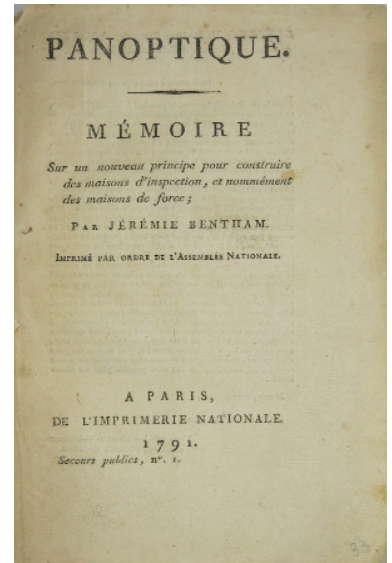 PANOPTIQUE.
MÉMOIRE
Sur un nouveau principe pour construire
des maisons d'inspection, et nommément
des maisons de force;
PAR JÉRÉMIE BENTHAM.
IMPRIMÉ PAR ORDRE DE L'ASSEMBLÉE NATIONALE.
A PARIS,
DE L'IMPRIMERIE NATIONALE.
1791.
Secours publics, n°. 1.
33